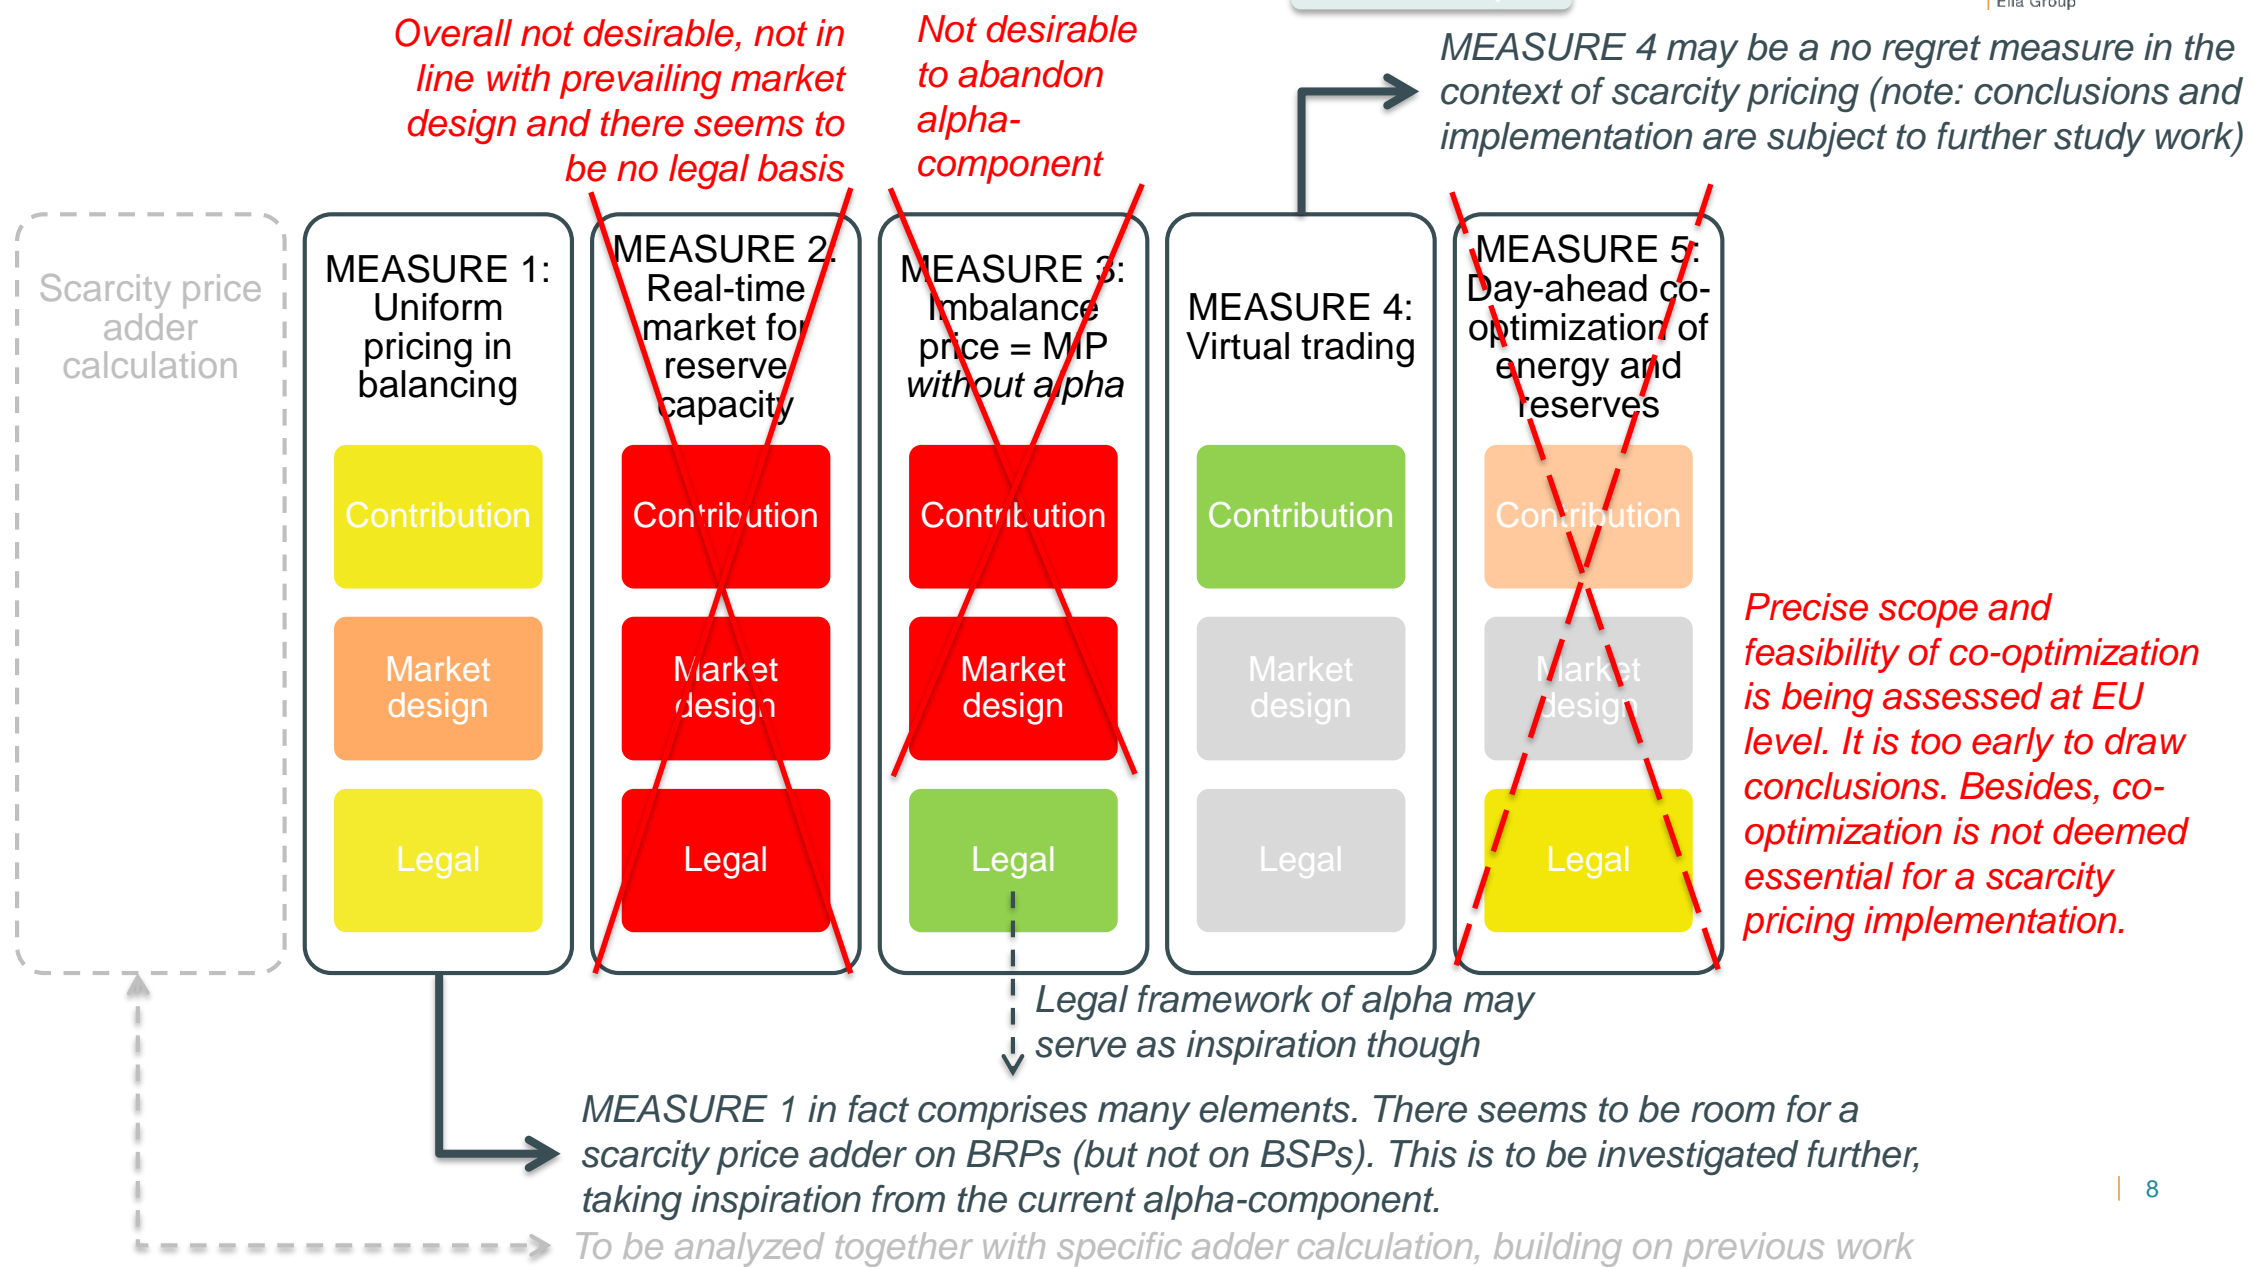 Elia Group
Overall not desirable, not in
line with prevailing market
design and there seems to
be no legal basis
Not desirable
to abandon
alpha-
component
MEASURE 4 may be a no regret measure in the
context of scarcity pricing (note: conclusions and
implementation are subject to further study work)
Scarcity price
adder
calculation
MEASURE 1:
Uniform
pricing in
balancing
Contribution
Market
design
Legal
MEASURE 2:
Real-time
market for
reserve
capacity
Contribution
Market
design
Legal
MEASURE 3:
Imbalance
price = MIP
without alpha
Contribution
Market
design
Legal
MEASURE 4:
Virtual trading
Contribution
Market
design
Legal
MEASURE 5:
Day-ahead co-
optimization of
energy and
reserves
Contribution
Market
design
Legal
Precise scope and
feasibility of co-optimization
is being assessed at EU
level. It is too early to draw
conclusions. Besides, co-
optimization is not deemed
essential for a scarcity
pricing implementation.
Legal framework of alpha may
serve as inspiration though
MEASURE 1 in fact comprises many elements. There seems to be room for a
scarcity price adder on BRPs (but not on BSPs). This is to be investigated further,
taking inspiration from the current alpha-component.
To be analyzed together with specific adder calculation, building on previous work
8